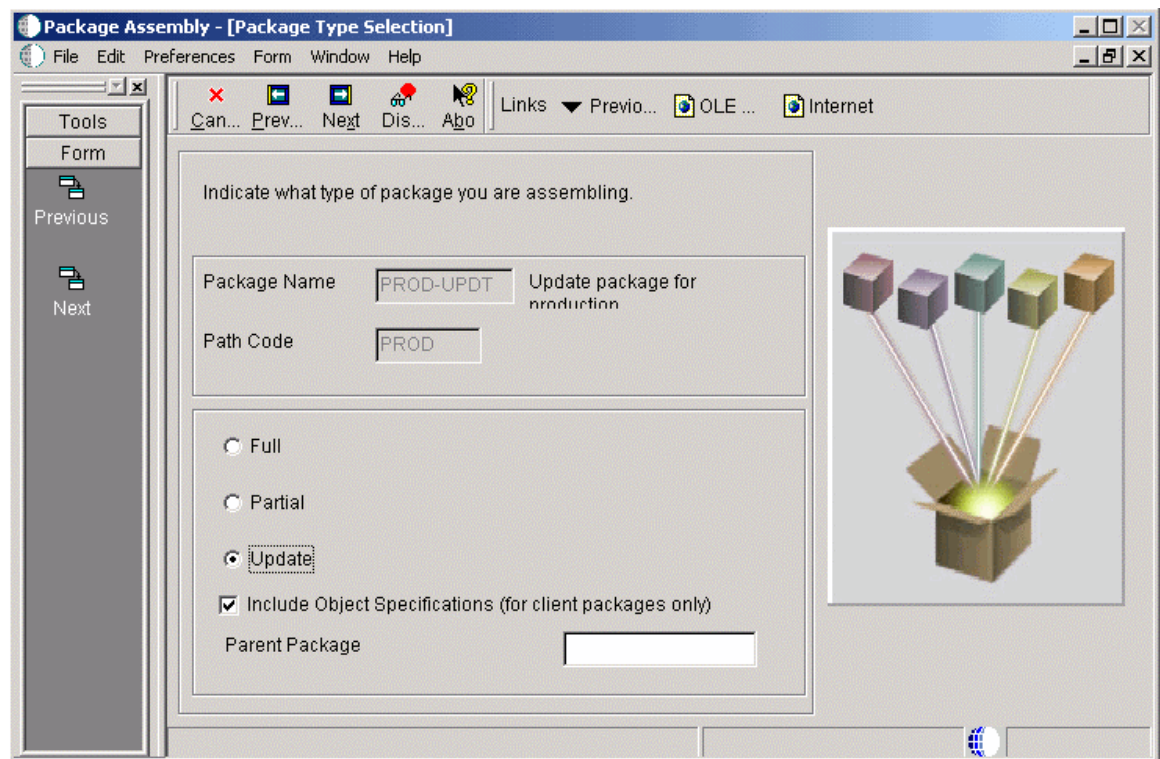 Package Assembly - [Package Type Selection]
File Edit Preferences Form Window Help
Tools
Form
Previous
Next
Can... Prev... Next Dis... Abo Links Previo... OLE ... Internet
Indicate what type of package you are assembling.
Package Name PROD-UPDT Update package for
production
Path Code PROD
Full
Partial
Update
Include Object Specifications (for client packages only)
Parent Package